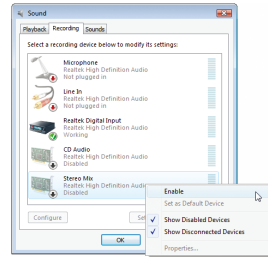 Sound
Playback Recording Sounds
Select a recording device below to modify its settings:
Microphone
Realtek High Definition Audio
Not plugged in
Line In
Realtek High Definition Audio
Not plugged in
Realtek Digital Input
Realtek High Definition Audio
Working
CD Audio
Realtek High Definition Audio
Disabled
Stereo Mix
Realtek High Definition Audio
Disabled
Enable
Set as Default Device
Show Disabled Devices
Show Disconnected Devices
Properties...
Configure
OK